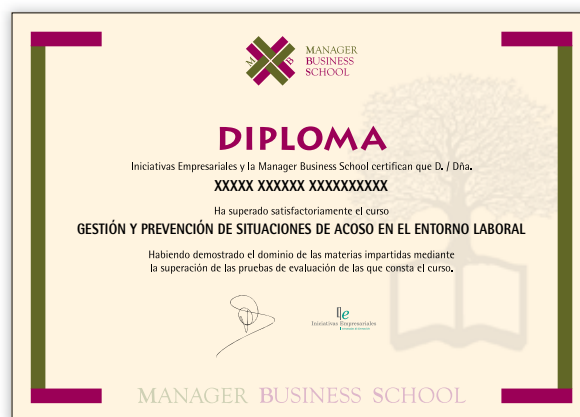 M B
MANAGER
BUSINESS
SCHOOL
DIPLOMA
Iniciativas Empresariales y la Manager Business School certifican que D. / Dña.
XXXXX XXXXXX XXXXXXXXXX
Ha superado satisfactoriamente el curso
GESTIÓN Y PREVENCIÓN DE SITUACIONES DE ACOSO EN EL ENTORNO LABORAL
Habiendo demostrado el dominio de las materias impartidas mediante
la superación de las pruebas de evaluación de las que consta el curso.
Iniciativas Empresariales
MANAGER BUSINESS SCHOOL